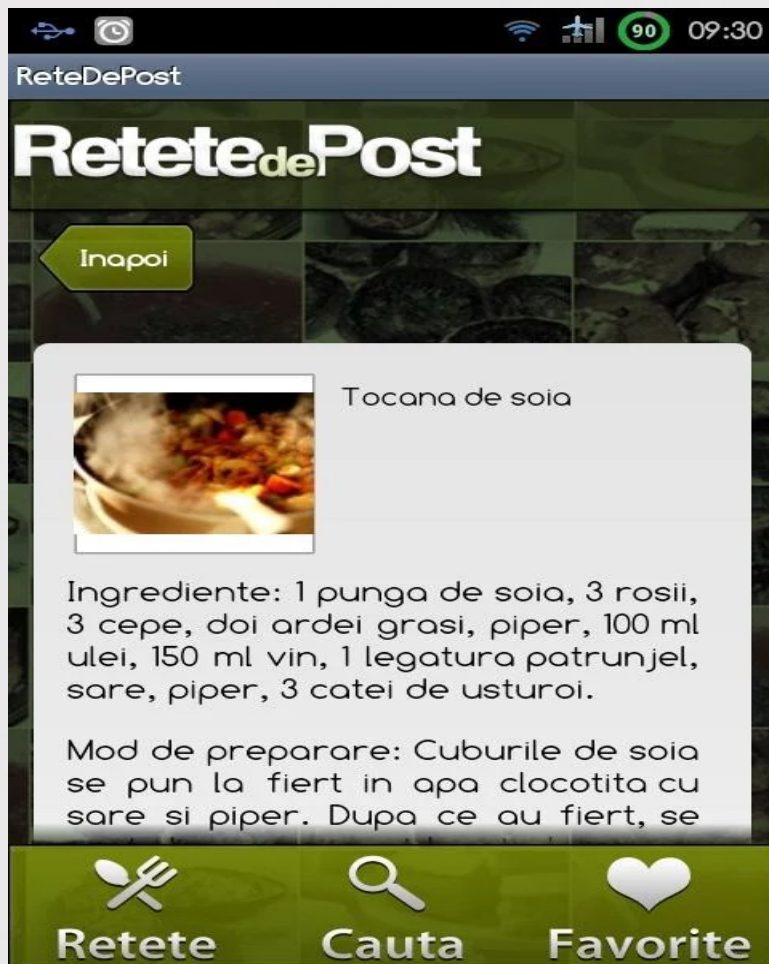 90 09:30
ReteDePost
RetetedePost
Inapoi
Tocana de soia
Ingrediente: 1 punga de soia, 3 rosii,
3 cepe, doi ardei grasi, piper, 100 ml
ulei, 150 ml vin, 1 legatura patrunjel,
sare, piper, 3 catei de usturoi.
Mod de preparare: Cuburile de soia
se pun la fiert in apa clocotita cu
sare si piper. Dupa ce au fiert, se
Retete Cauta Favorite